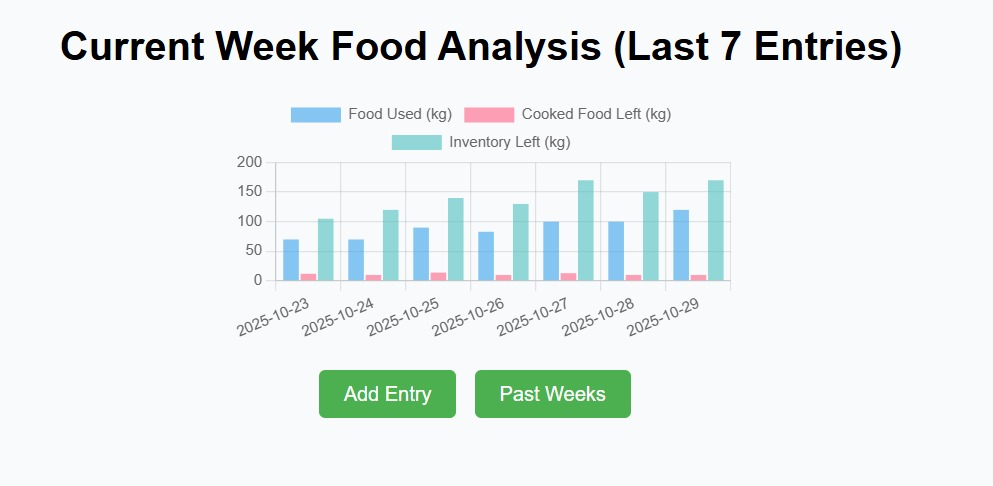 Current Week Food Analysis (Last 7 Entries)
Food Used (kg) Cooked Food Left (kg)
Inventory Left (kg)
200
150
100
50
0
2025-10-23 2025-10-24 2025-10-25 2025-10-26 2025-10-27 2025-10-28 2025-10-29
Add Entry Past Weeks